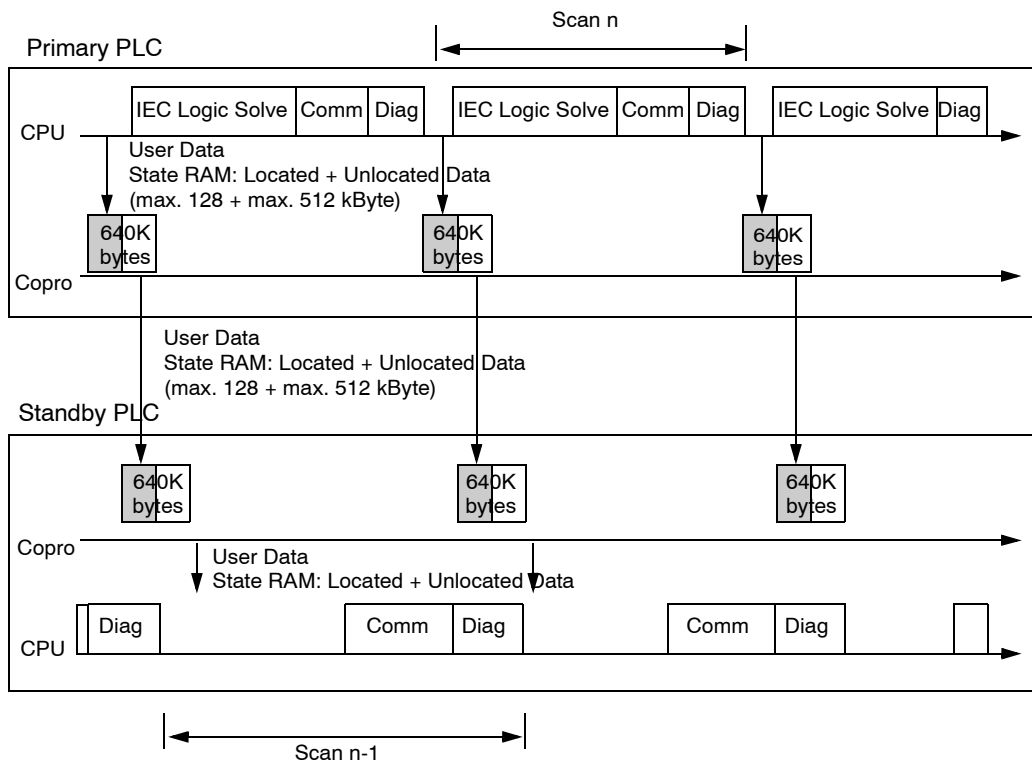 Scan n
Primary PLC
IEC Logic Solve Comm Diag IEC Logic Solve Comm Diag IEC Logic Solve Diag
CPU
User Data
State RAM: Located + Unlocated Data
(max. 128 + max. 512 kByte)
640K
bytes
640K
bytes
640K
bytes
Copro
User Data
State RAM: Located + Unlocated Data
(max. 128 + max. 512 kByte)
Standby PLC
640K
bytes
640K
bytes
640K
bytes
Copro
User Data
State RAM: Located + Unlocated Data
Diag Comm Diag Comm Diag
CPU
Scan n-1